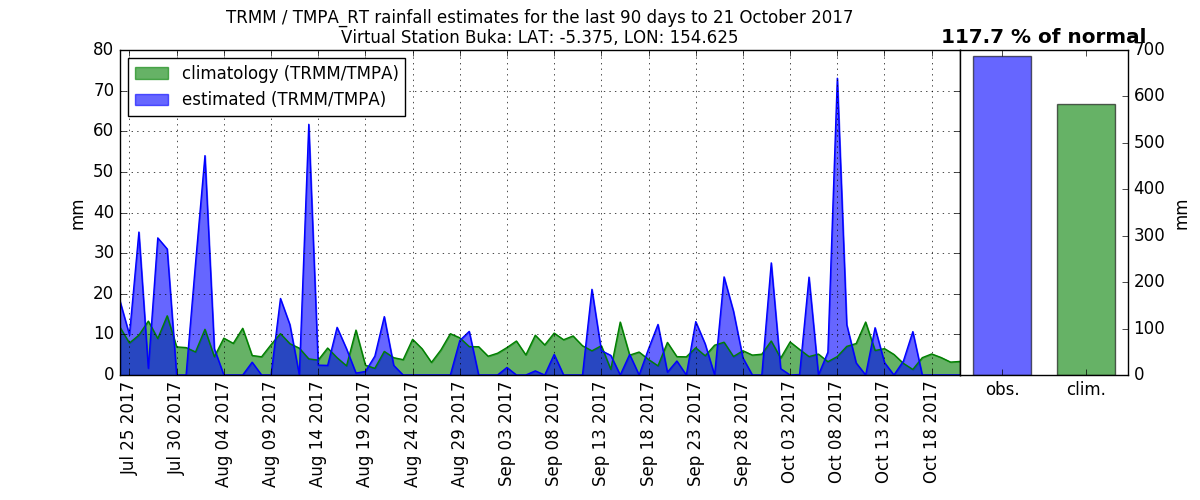 TRMM / TMPA_RT rainfall estimates for the last 90 days to 21 October 2017
Virtual Station Buka: LAT: -5.375, LON: 154.625
117.7 % of normal
climatology (TRMM/TMPA)
estimated (TRMM/TMPA)
80
70
60
50
40
30
20
10
0
mm
Jul 25 2017
Jul 30 2017
Aug 04 2017
Aug 09 2017
Aug 14 2017
Aug 19 2017
Aug 24 2017
Aug 29 2017
Sep 03 2017
Sep 08 2017
Sep 13 2017
Sep 18 2017
Sep 23 2017
Sep 28 2017
Oct 03 2017
Oct 08 2017
Oct 13 2017
Oct 18 2017
700
600
500
400
300
200
100
0
mm
obs.
clim.